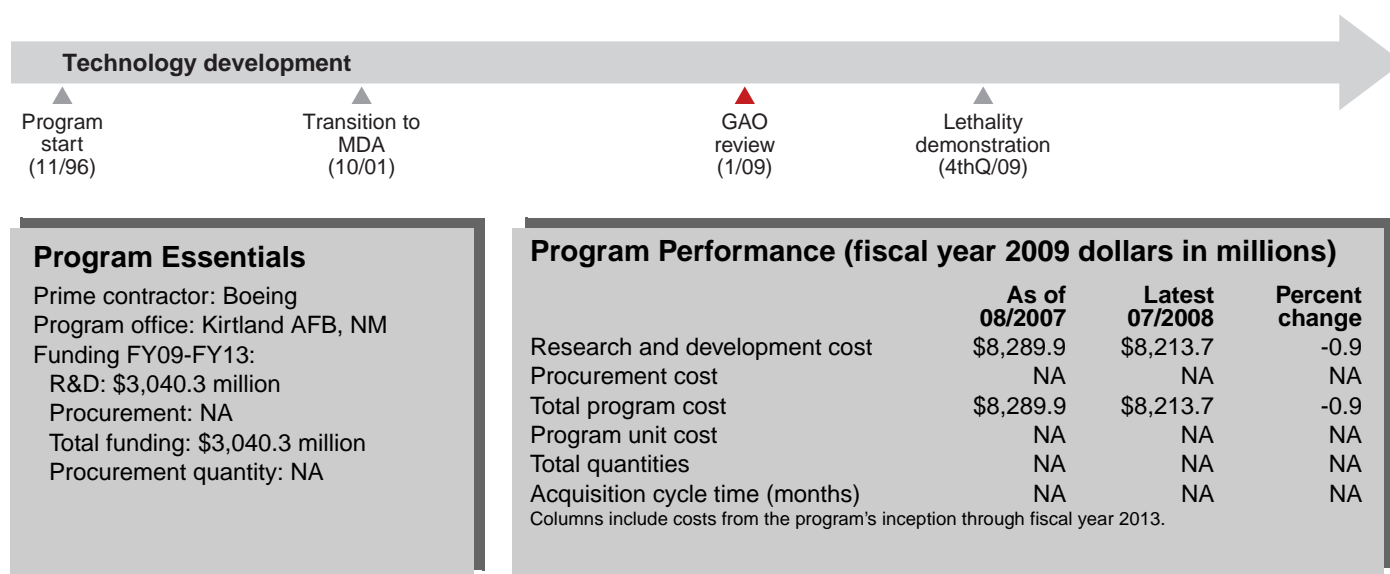 Technology development
Program start (11/96)
Transition to MDA (10/01)
GAO review (1/09)
Lethality demonstration (4thQ/09)
Program Essentials
Prime contractor: Boeing
Program office: Kirtland AFB, NM
Funding FY09-FY13:
R&D: $3,040.3 million
Procurement: NA
Total funding: $3,040.3 million
Procurement quantity: NA
Program Performance (fiscal year 2009 dollars in millions)
As of 08/2007 Latest 07/2008 Percent change
Research and development cost $8,289.9 $8,213.7 -0.9
Procurement cost NA NA NA
Total program cost $8,289.9 $8,213.7 -0.9
Program unit cost NA NA NA
Total quantities NA NA NA
Acquisition cycle time (months) NA NA NA
Columns include costs from the program's inception through fiscal year 2013.